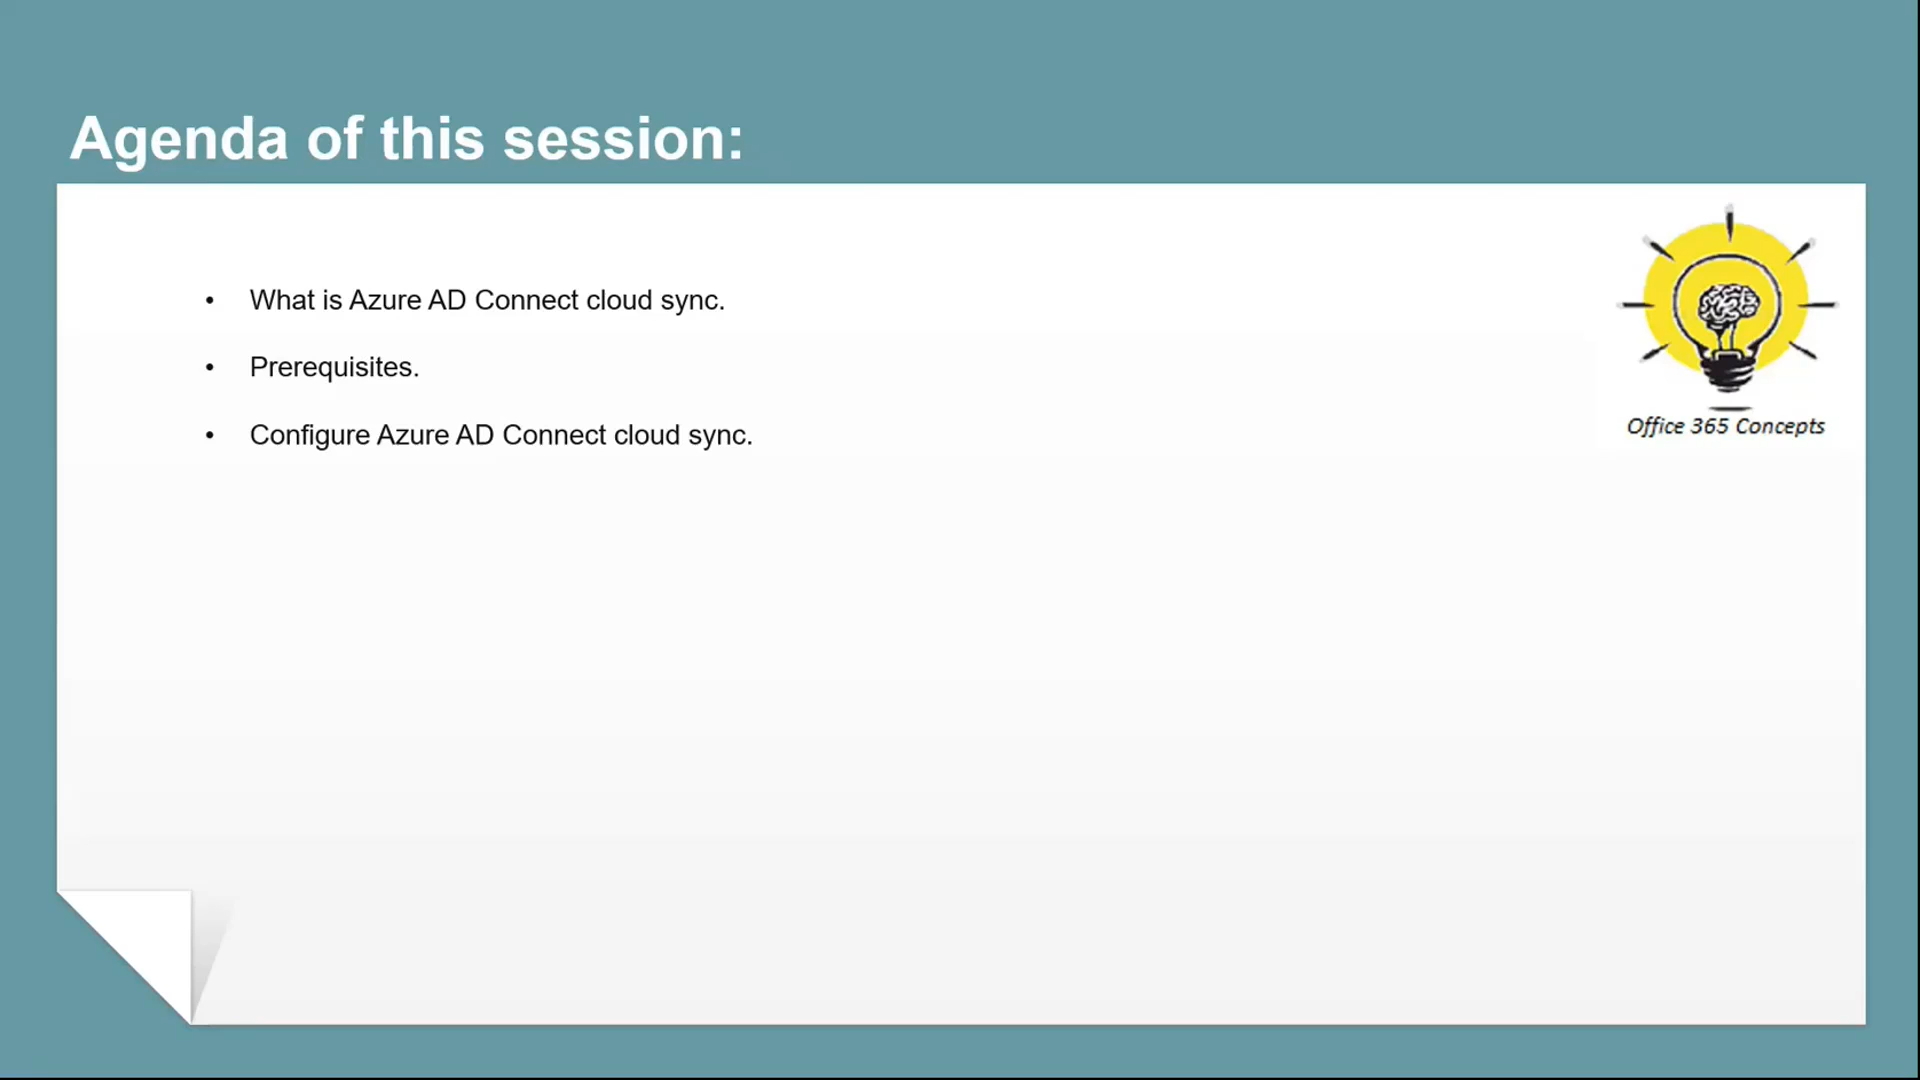 Agenda of this session:
• What is Azure AD Connect cloud sync.
• Prerequisites.
• Configure Azure AD Connect cloud sync.
Office 365 Concepts